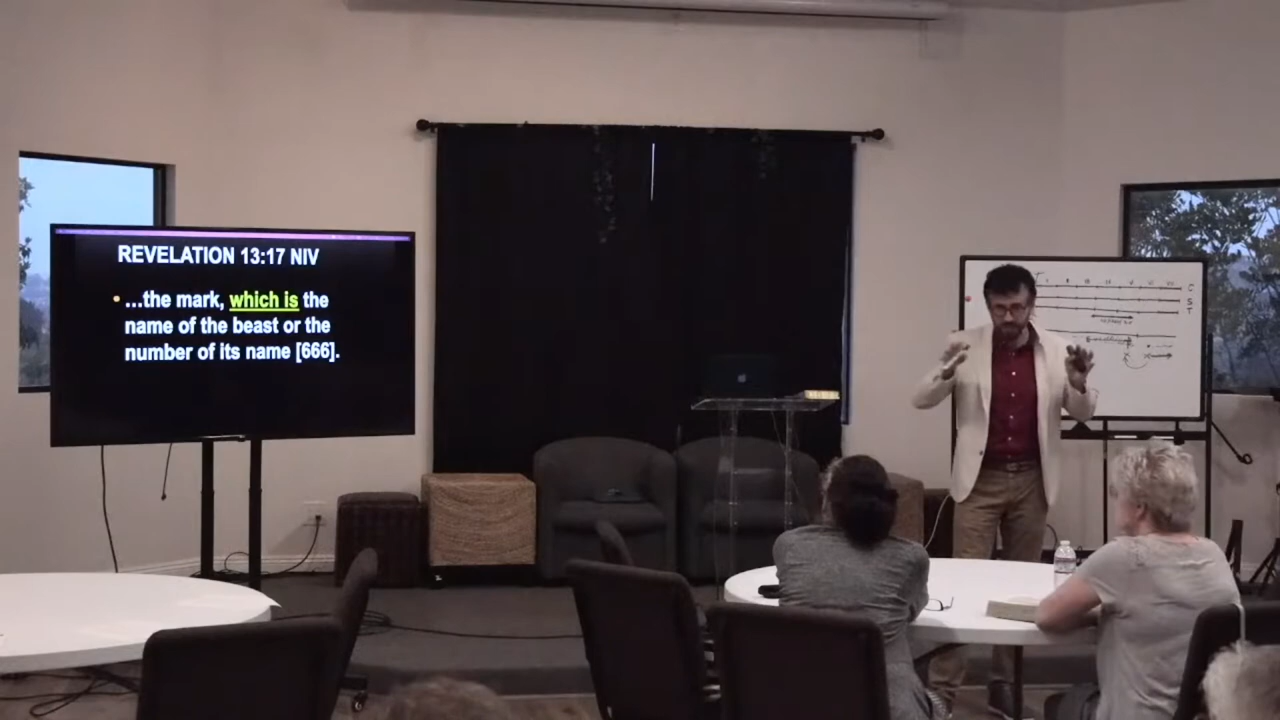 REVELATION 13:17 NIV
…the mark, which is the
name of the beast or the
number of its name [666].
C
S
T